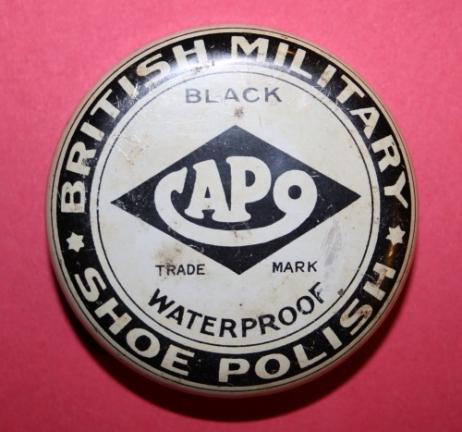 BRITISH MILITARY
BLACK
CAPO
TRADE MARK
WATERPROOF
SHOE POLISH